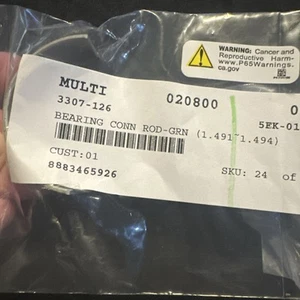 WARNING: Cancer and
Reproductive Harm-
www.P65Warnings.
ca.gov
MULTI 020800 0
3307-126 5EK-01
BEARING CONN ROD-GRN (1.491-1.494)
CUST:01
8883465926 SKU: 24 of